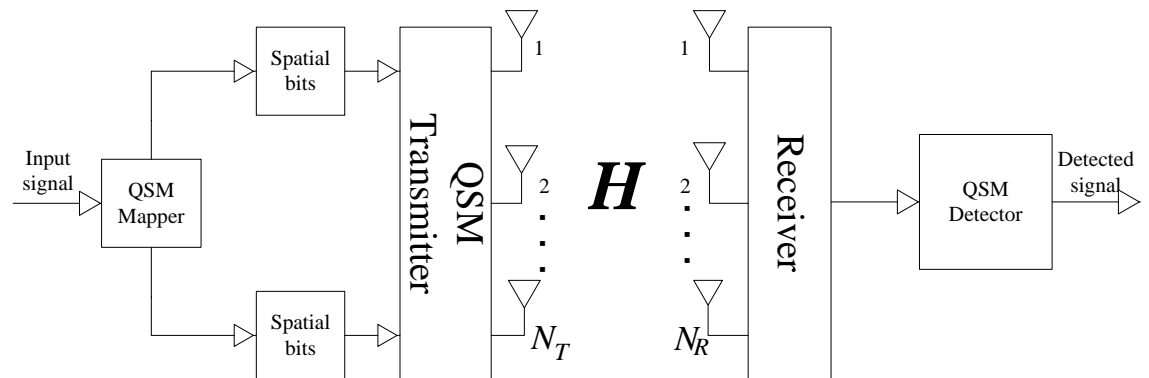 Input
signal
QSM
Mapper
Spatial
bits
Spatial
bits
QSM
Transmitter
1
2
N_T
H
1
2
N_R
Receiver
QSM
Detector
Detected
signal